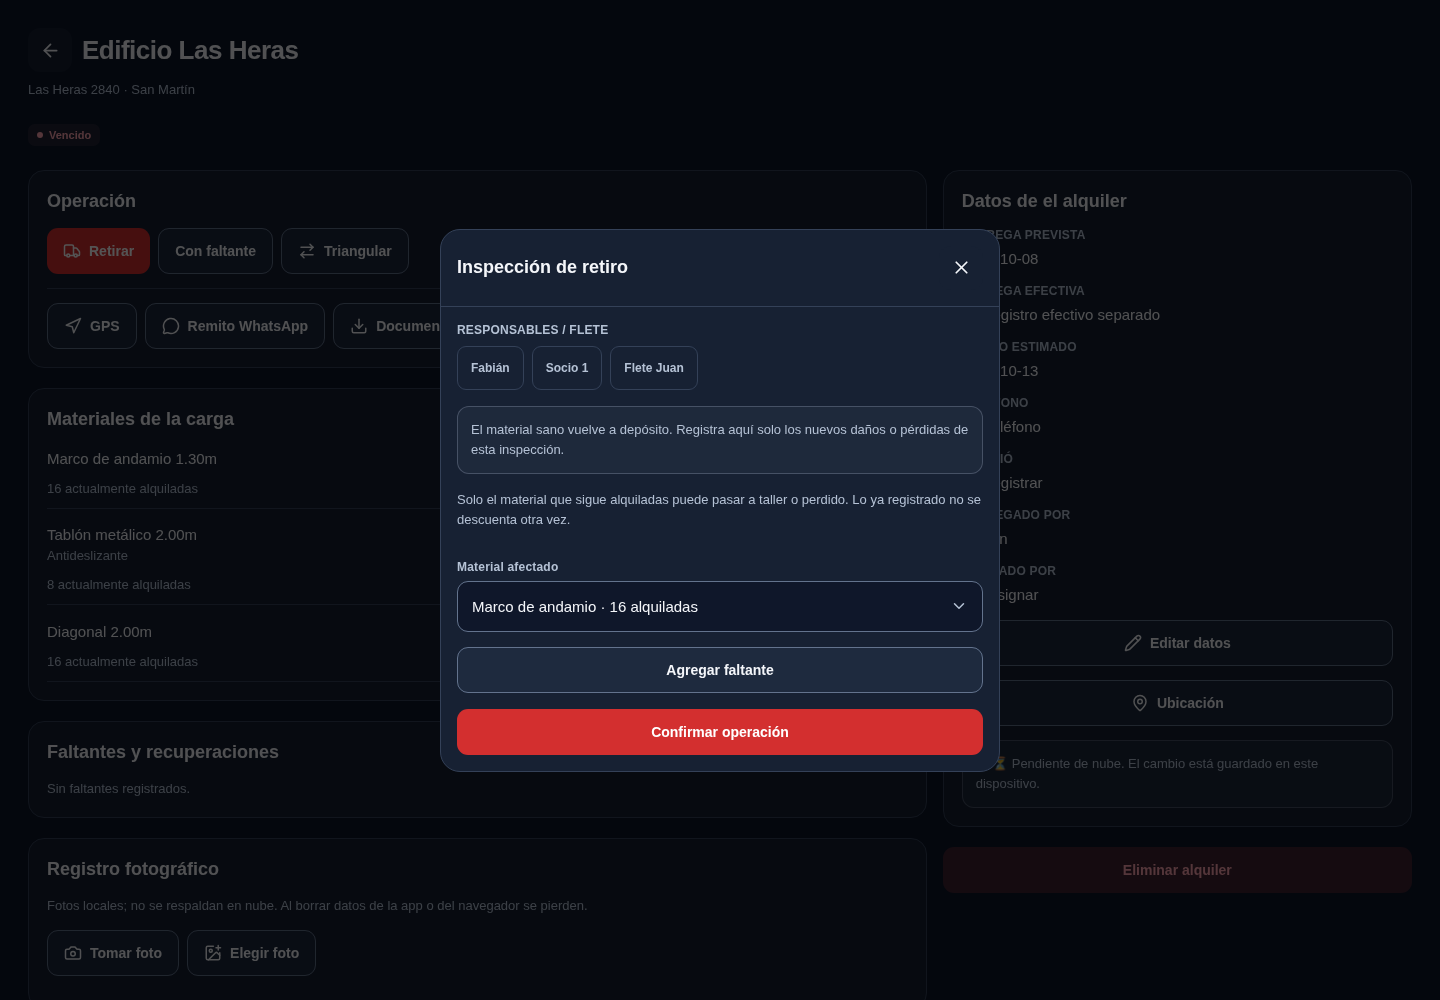 Edificio Las Heras
Las Heras 2840 · San Martín
Vencido
Operación
Retirar
Con faltante
Triangular
GPS
Remito WhatsApp
Materiales de la carga
Marco de andamio 1.30m
16 actualmente alquiladas
Tablón metálico 2.00m
Antideslizante
8 actualmente alquiladas
Diagonal 2.00m
16 actualmente alquiladas
Faltantes y recuperaciones
Sin faltantes registrados.
Registro fotográfico
Fotos locales; no se respaldan en nube. Al borrar datos de la app o del navegador se pierden.
Tomar foto
Elegir foto
Inspección de retiro
RESPONSABLES / FLETE
Fabián
Socio 1
Flete Juan
El material sano vuelve a depósito. Registra aquí solo los nuevos daños o pérdidas de
esta inspección.
Solo el material que sigue alquiladas puede pasar a taller o perdido. Lo ya registrado no se
descuenta otra vez.
Material afectado
Marco de andamio · 16 alquiladas
Agregar faltante
Confirmar operación
Datos de el alquiler
PREVISTA
10-08
EFECTIVA
efectivo separado
ESTIMADO
10-13
POR
POR
Editar datos
Ubicación
⏳ Pendiente de nube. El cambio está guardado en este
dispositivo.
Eliminar alquiler